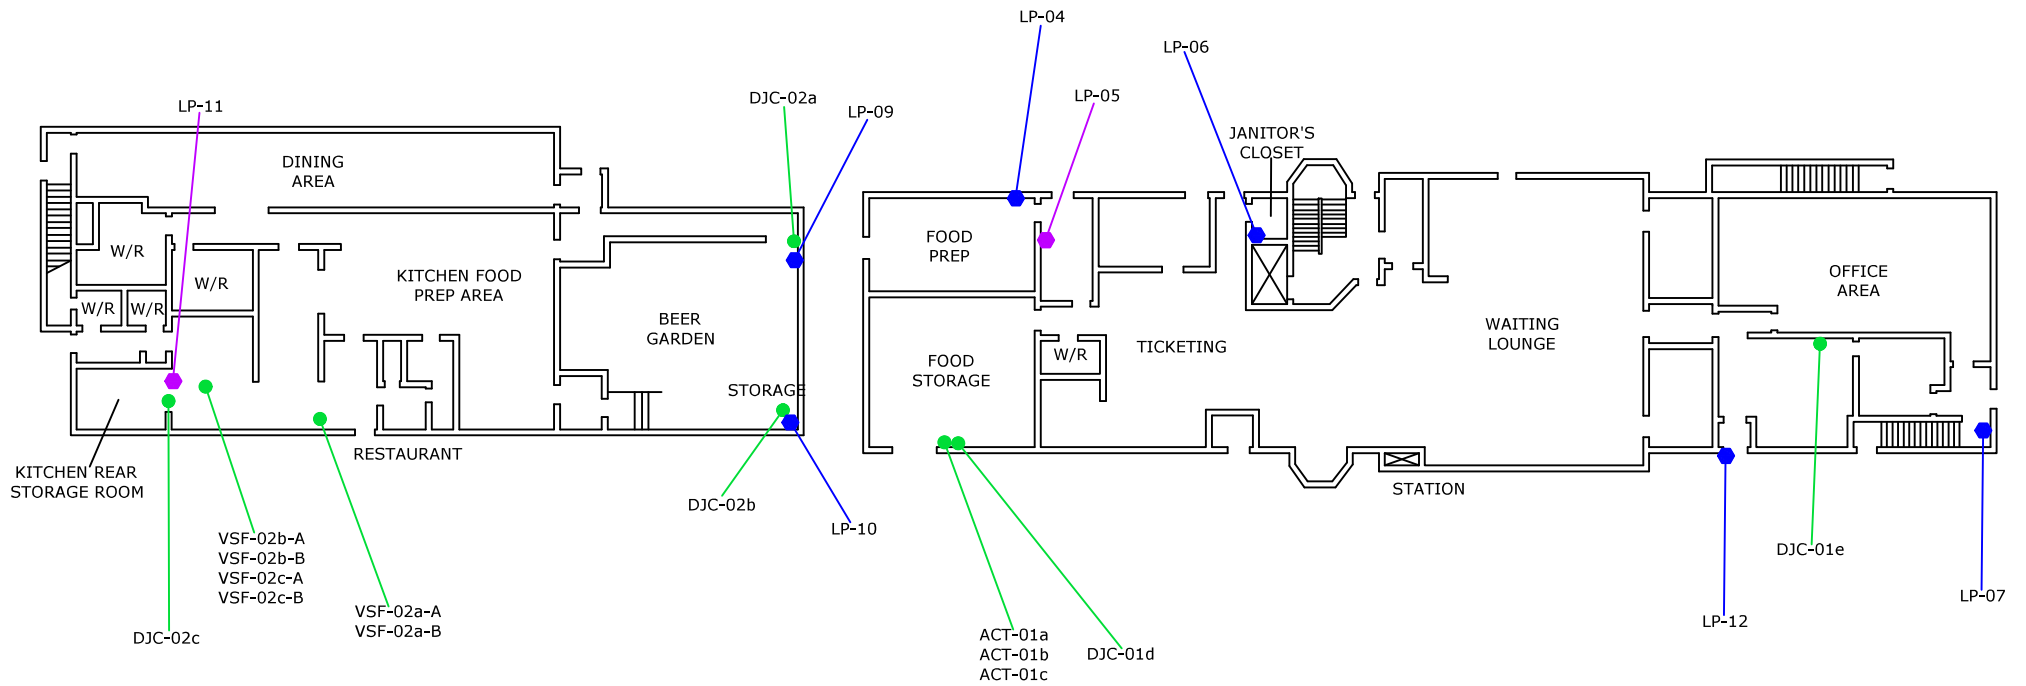 LP-04
LP-06
DJC-02a
LP-09
LP-05
LP-11
JANITOR'S
CLOSET
DINING
AREA
W/R
FOOD
PREP
KITCHEN FOOD
PREP AREA
OFFICE
AREA
W/R
W/R
W/R
BEER
GARDEN
WAITING
LOUNGE
TICKETING
W/R
FOOD
STORAGE
STORAGE
RESTAURANT
KITCHEN REAR
STORAGE ROOM
STATION
DJC-02b
LP-10
VSF-02b-A
VSF-02b-B
VSF-02c-A
VSF-02c-B
DJC-01e
LP-07
VSF-02a-A
VSF-02a-B
LP-12
DJC-02c
ACT-01a
ACT-01b
ACT-01c
DJC-01d